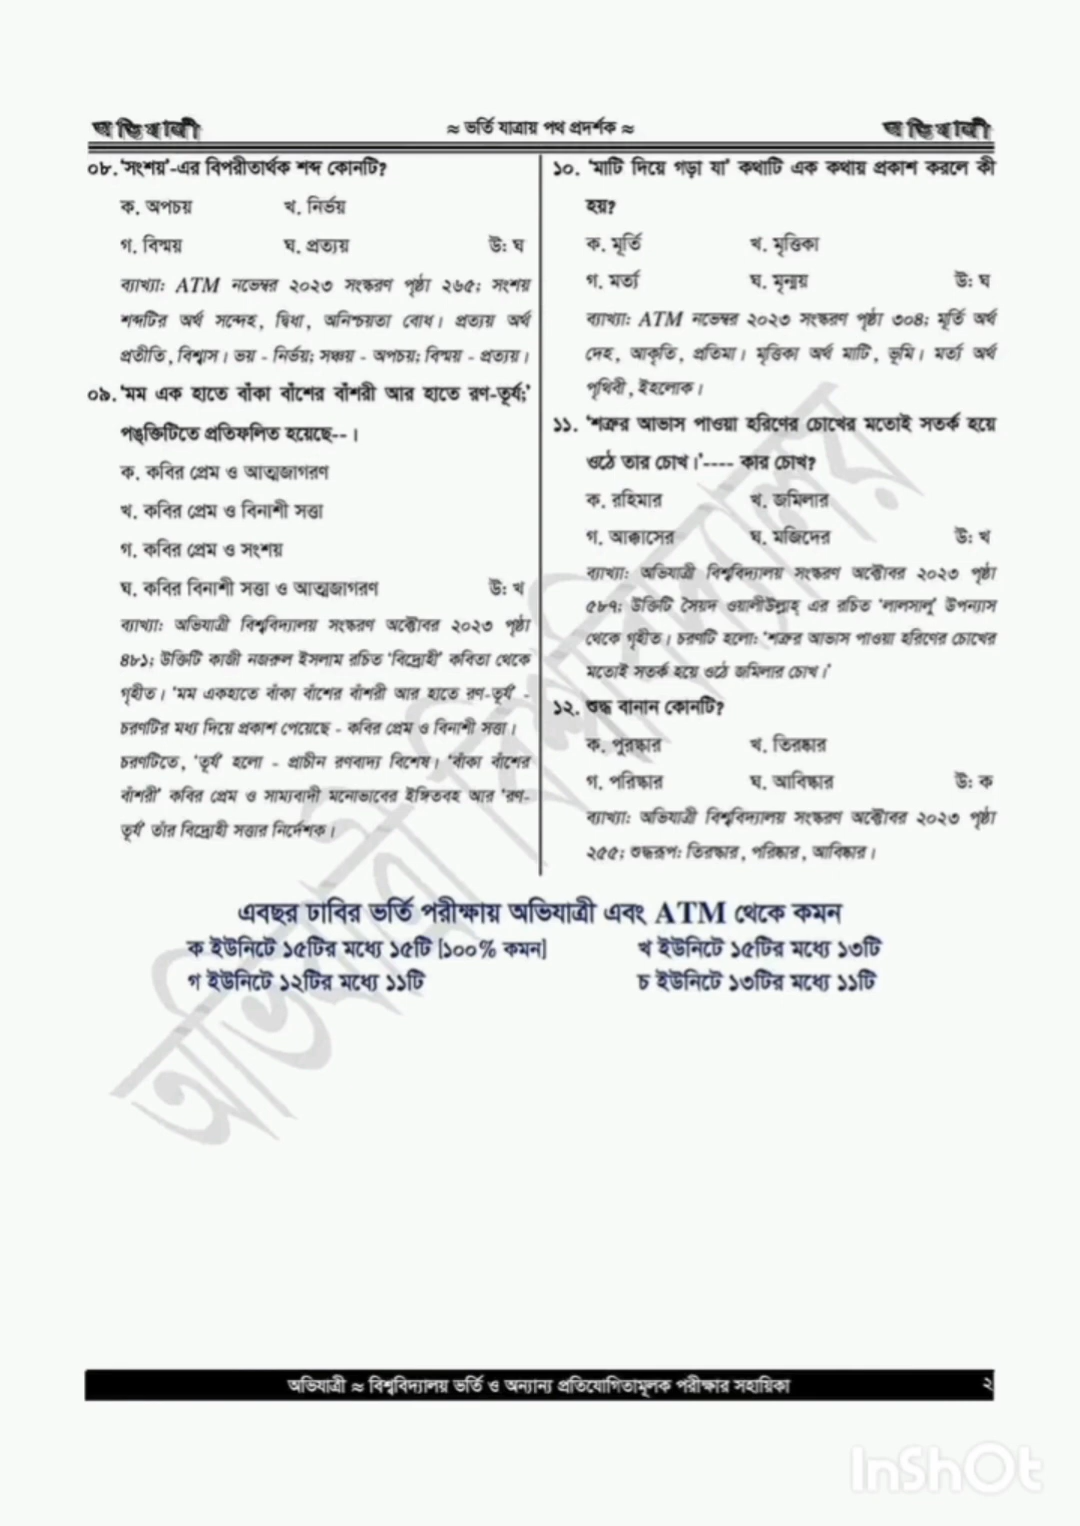 অভিযাত্রী
≈ ভর্তি যাত্রায় পথ প্রদর্শক ≈
অভিযাত্রী
০৮. ‘সংশয়’-এর বিপরীতার্থক শব্দ কোনটি?
ক. অপচয় খ. নির্ভয়
গ. বিস্ময় ঘ. প্রত্যয় উ: ঘ
ব্যাখ্যা: ATM নভেম্বর ২০২৩ সংস্করণ পৃষ্ঠা ২৬৫; সংশয়
শব্দটির অর্থ সন্দেহ, দ্বিধা, অনিশ্চয়তা বোধ। প্রত্যয় অর্থ
প্রতীতি, বিশ্বাস। ভয় - নির্ভয়; সঞ্চয় - অপচয়; বিস্ময় - প্রত্যয়।
০৯. ‘মম এক হাতে বাঁকা বাঁশের বাঁশরী আর হাতে রণ-তূর্য;’
পঙ্‌ক্তিটিতে প্রতিফলিত হয়েছে--।
ক. কবির প্রেম ও আত্মজাগরণ
খ. কবির প্রেম ও বিনাশী সত্তা
গ. কবির প্রেম ও সংশয়
ঘ. কবির বিনাশী সত্তা ও আত্মজাগরণ উ: খ
ব্যাখ্যা: অভিযাত্রী বিশ্ববিদ্যালয় সংস্করণ অক্টোবর ২০২৩ পৃষ্ঠা
৪৮১; উক্তিটি কাজী নজরুল ইসলাম রচিত ‘বিদ্রোহী’ কবিতা থেকে
গৃহীত। ‘মম একহাতে বাঁকা বাঁশের বাঁশরী আর হাতে রণ-তূর্য’ -
চরণটির মধ্য দিয়ে প্রকাশ পেয়েছে - কবির প্রেম ও বিনাশী সত্তা।
চরণটিতে, ‘তূর্য’ হলো - প্রাচীন রণবাদ্য বিশেষ। ‘বাঁকা বাঁশের
বাঁশরী’ কবির প্রেম ও সাম্যবাদী মনোভাবের ইঙ্গিতবহ আর ‘রণ-
তূর্য’ তাঁর বিদ্রোহী সত্তার নির্দেশক।
১০. ‘মাটি দিয়ে গড়া যা’ কথাটি এক কথায় প্রকাশ করলে কী
হয়?
ক. মূর্তি খ. মৃত্তিকা
গ. মর্ত্য ঘ. মৃন্ময় উ: ঘ
ব্যাখ্যা: ATM নভেম্বর ২০২৩ সংস্করণ পৃষ্ঠা ৩০৪; মূর্তি অর্থ
দেহ, আকৃতি, প্রতিমা। মৃত্তিকা অর্থ মাটি, ভূমি। মর্ত্য অর্থ
পৃথিবী, ইহলোক।
১১. ‘শত্রুর আভাস পাওয়া হরিণের চোখের মতোই সতর্ক হয়ে
ওঠে তার চোখ।’---- কার চোখ?
ক. রহিমার খ. জমিলার
গ. আক্কাসের ঘ. মজিদের উ: খ
ব্যাখ্যা: অভিযাত্রী বিশ্ববিদ্যালয় সংস্করণ অক্টোবর ২০২৩ পৃষ্ঠা
৫৮৭; উক্তিটি সৈয়দ ওয়ালীউল্লাহ্ এর রচিত ‘লালসালু’ উপন্যাস
থেকে গৃহীত। চরণটি হলো: ‘শত্রুর আভাস পাওয়া হরিণের চোখের
মতোই সতর্ক হয়ে ওঠে জমিলার চোখ।’
১২. শুদ্ধ বানান কোনটি?
ক. পুরস্কার খ. তিরষ্কার
গ. পরিস্কার ঘ. আবিস্কার উ: ক
ব্যাখ্যা: অভিযাত্রী বিশ্ববিদ্যালয় সংস্করণ অক্টোবর ২০২৩ পৃষ্ঠা
২৫৫; শুদ্ধরূপ: তিরস্কার, পরিষ্কার, আবিষ্কার।
এবছর ঢাবির ভর্তি পরীক্ষায় অভিযাত্রী এবং ATM থেকে কমন
ক ইউনিটে ১৫টির মধ্যে ১৫টি [১০০% কমন] খ ইউনিটে ১৫টির মধ্যে ১৩টি
গ ইউনিটে ১২টির মধ্যে ১১টি চ ইউনিটে ১৩টির মধ্যে ১১টি
অভিযাত্রী বিশ্ববিদ্যালয়
অভিযাত্রী ≈ বিশ্ববিদ্যালয় ভর্তি ও অন্যান্য প্রতিযোগিতামূলক পরীক্ষার সহায়িকা ২
InShOt